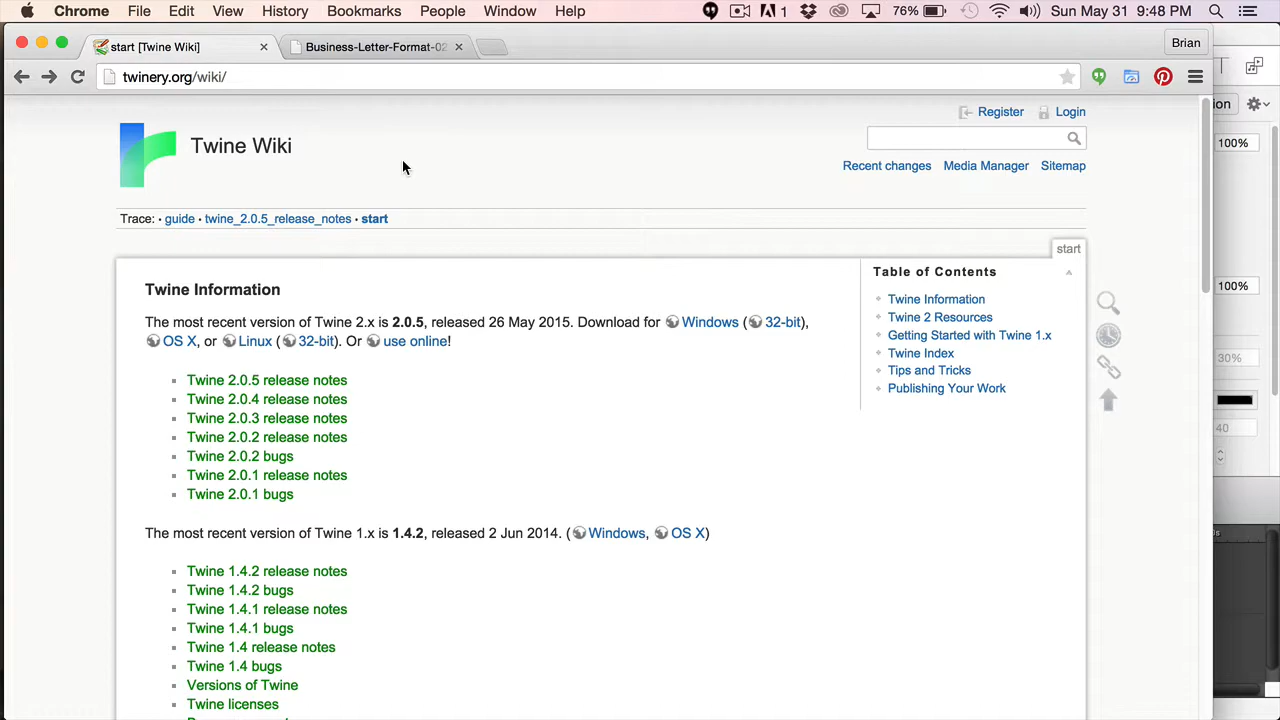 Chrome File Edit View History Bookmarks People Window Help 1 76% Sun May 31 9:48 PM
start [Twine Wiki] Business-Letter-Format-02 Brian
twinery.org/wiki/
Register Login
Twine Wiki
Recent changes Media Manager Sitemap
Trace: • guide • twine_2.0.5_release_notes • start
start
Table of Contents
Twine Information
Twine 2 Resources
Getting Started with Twine 1.x
Twine Index
Tips and Tricks
Publishing Your Work
Twine Information
The most recent version of Twine 2.x is 2.0.5, released 26 May 2015. Download for Windows (32-bit),
OS X, or Linux (32-bit). Or use online!
Twine 2.0.5 release notes
Twine 2.0.4 release notes
Twine 2.0.3 release notes
Twine 2.0.2 release notes
Twine 2.0.2 bugs
Twine 2.0.1 release notes
Twine 2.0.1 bugs
The most recent version of Twine 1.x is 1.4.2, released 2 Jun 2014. (Windows, OS X)
Twine 1.4.2 release notes
Twine 1.4.2 bugs
Twine 1.4.1 release notes
Twine 1.4.1 bugs
Twine 1.4 release notes
Twine 1.4 bugs
Versions of Twine
Twine licenses
ion
100%
100%
30%
40